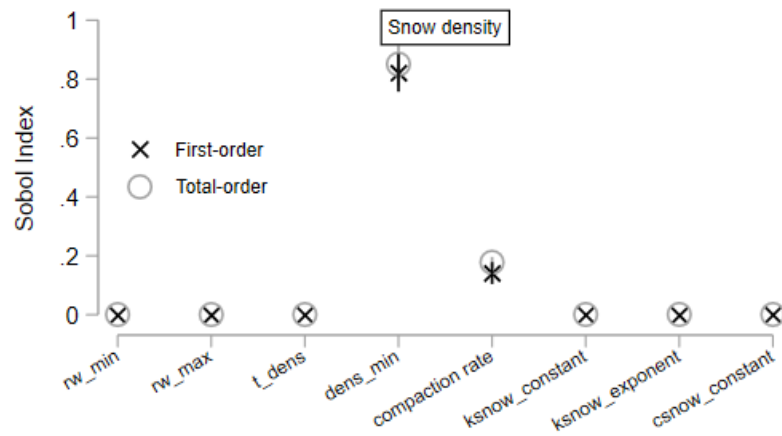 Snow density
1
.8
.6
.4
.2
0
Sobol Index
First-order
Total-order
rw_min
rw_max
t_dens
dens_min
compaction rate
ksnow_constant
ksnow_exponent
csnow_constant